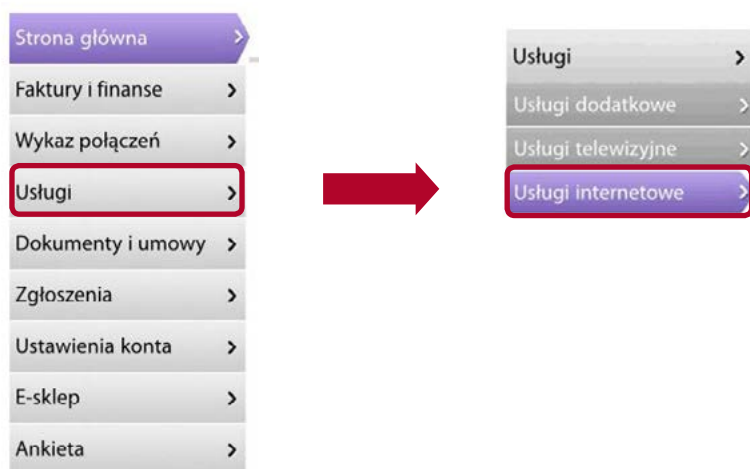 Strona główna
Faktury i finanse
Wykaz połączeń
Usługi
Dokumenty i umowy
Zgłoszenia
Ustawienia konta
E-sklep
Ankieta
Usługi
Usługi dodatkowe
Usługi telewizyjne
Usługi internetowe